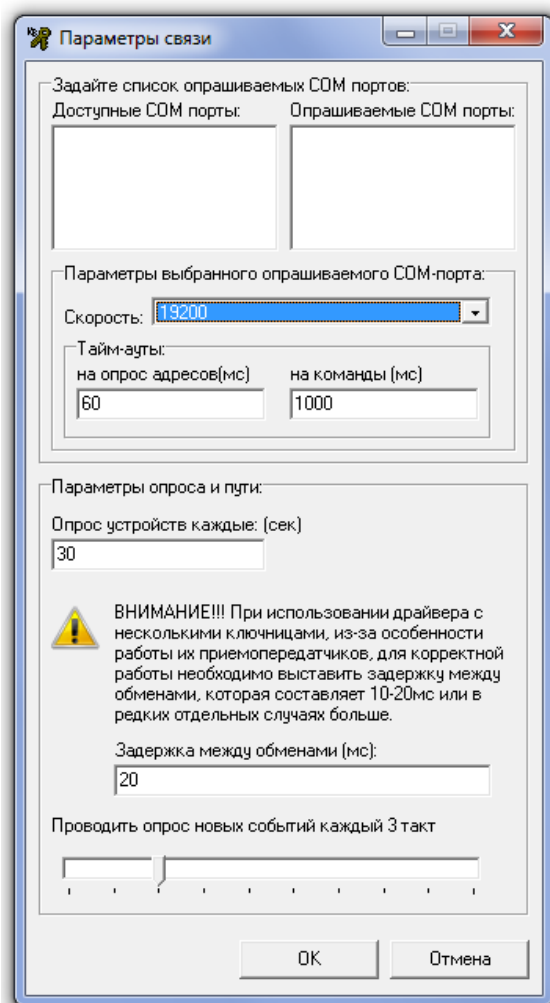 Параметры связи
Задайте список опрашиваемых COM портов:
Доступные COM порты: Опрашиваемые COM порты:
Параметры выбранного опрашиваемого COM-порта:
Скорость: 19200
Тайм-ауты:
на опрос адресов(мс) на команды (мс)
60 1000
Параметры опроса и пути:
Опрос устройств каждые: (сек)
30
ВНИМАНИЕ!!! При использовании драйвера с
несколькими ключницами, из-за особенности
работы их приемопередатчиков, для корректной
работы необходимо выставить задержку между
обменами, которая составляет 10-20мс или в
редких отдельных случаях больше.
Задержка между обменами (мс):
20
Проводить опрос новых событий каждый 3 такт
OK Отмена